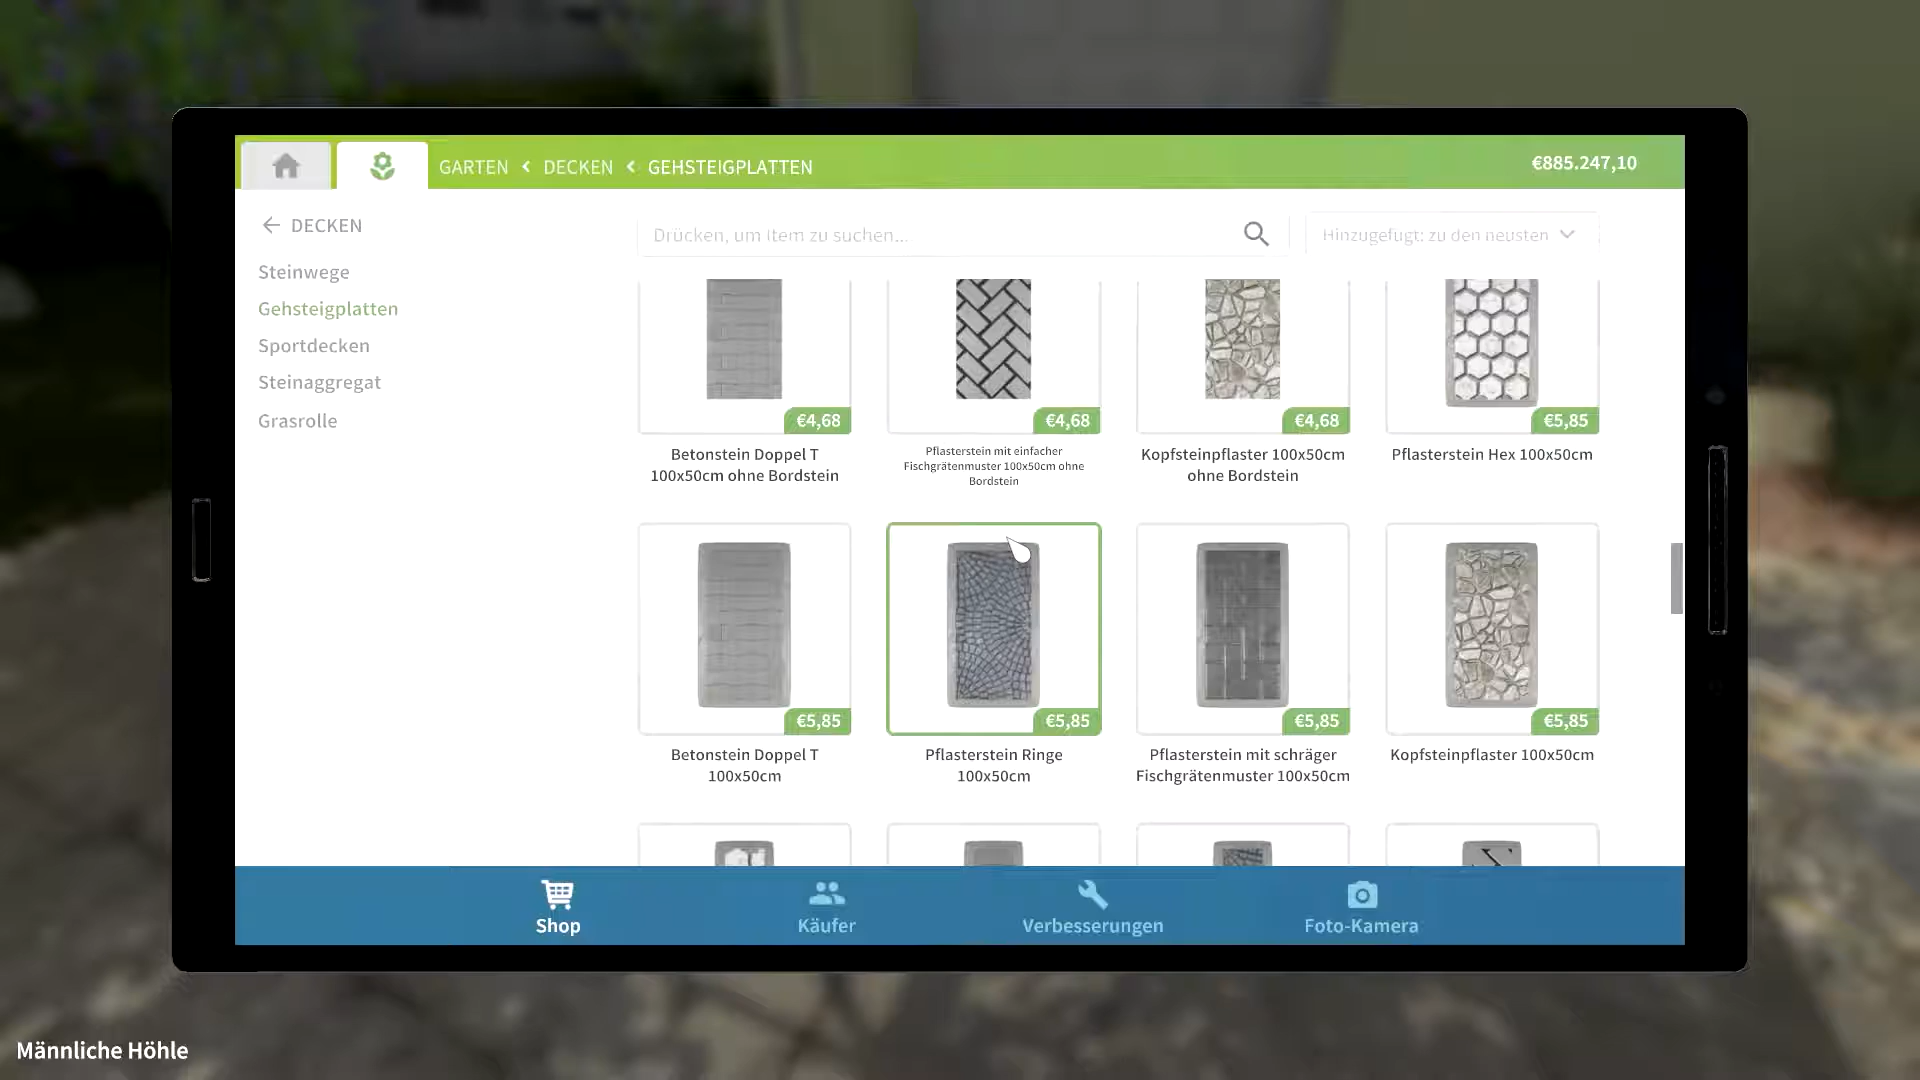 GARTEN DECKEN GEHSTEIGPLATTEN
€885.247,10
DECKEN
Steinwege
Gehsteigplatten
Sportdecken
Steinaggregat
Grasrolle
Drücken, um Item zu suchen...
Hinzugefügt: zu den neusten
€4,68
€4,68
€4,68
€5,85
Betonstein Doppel T
100x50cm ohne Bordstein
Pflasterstein mit einfacher
Fischgrätenmuster 100x50cm ohne
Bordstein
Kopfsteinpflaster 100x50cm
ohne Bordstein
Pflasterstein Hex 100x50cm
€5,85
€5,85
€5,85
€5,85
Betonstein Doppel T
100x50cm
Pflasterstein Ringe
100x50cm
Pflasterstein mit schräger
Fischgrätenmuster 100x50cm
Kopfsteinpflaster 100x50cm
Shop
Käufer
Verbesserungen
Foto-Kamera
Männliche Höhle